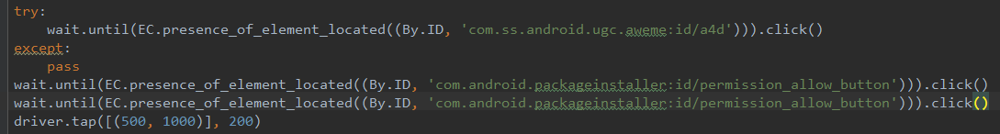 try:
    wait.until(EC.presence_of_element_located((By.ID, 'com.ss.android.ugc.aweme:id/a4d'))).click()
except:
    pass
wait.until(EC.presence_of_element_located((By.ID, 'com.android.packageinstaller:id/permission_allow_button'))).click()
wait.until(EC.presence_of_element_located((By.ID, 'com.android.packageinstaller:id/permission_allow_button'))).click()
driver.tap([(500, 1000)], 200)